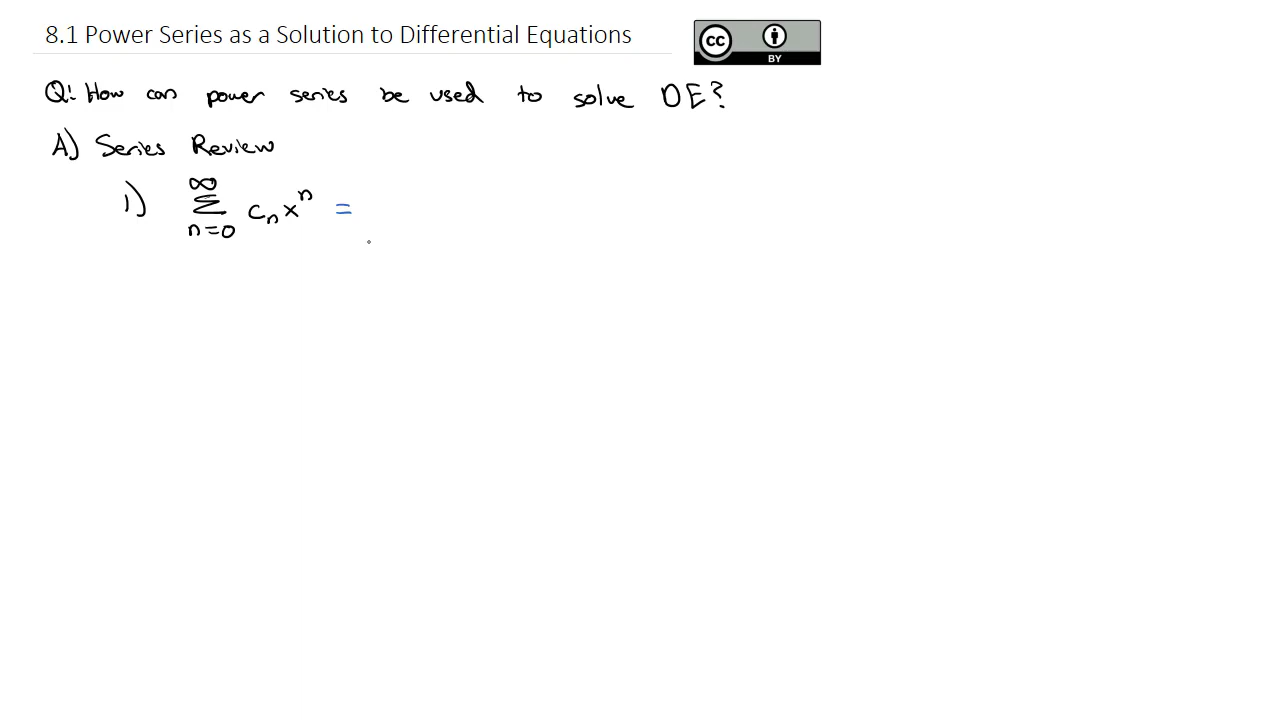 8.1 Power Series as a Solution to Differential Equations
cc BY
Q: How can power series be used to solve DE?
A) Series Review
1) ∞ Σ n=0 cₙxⁿ =